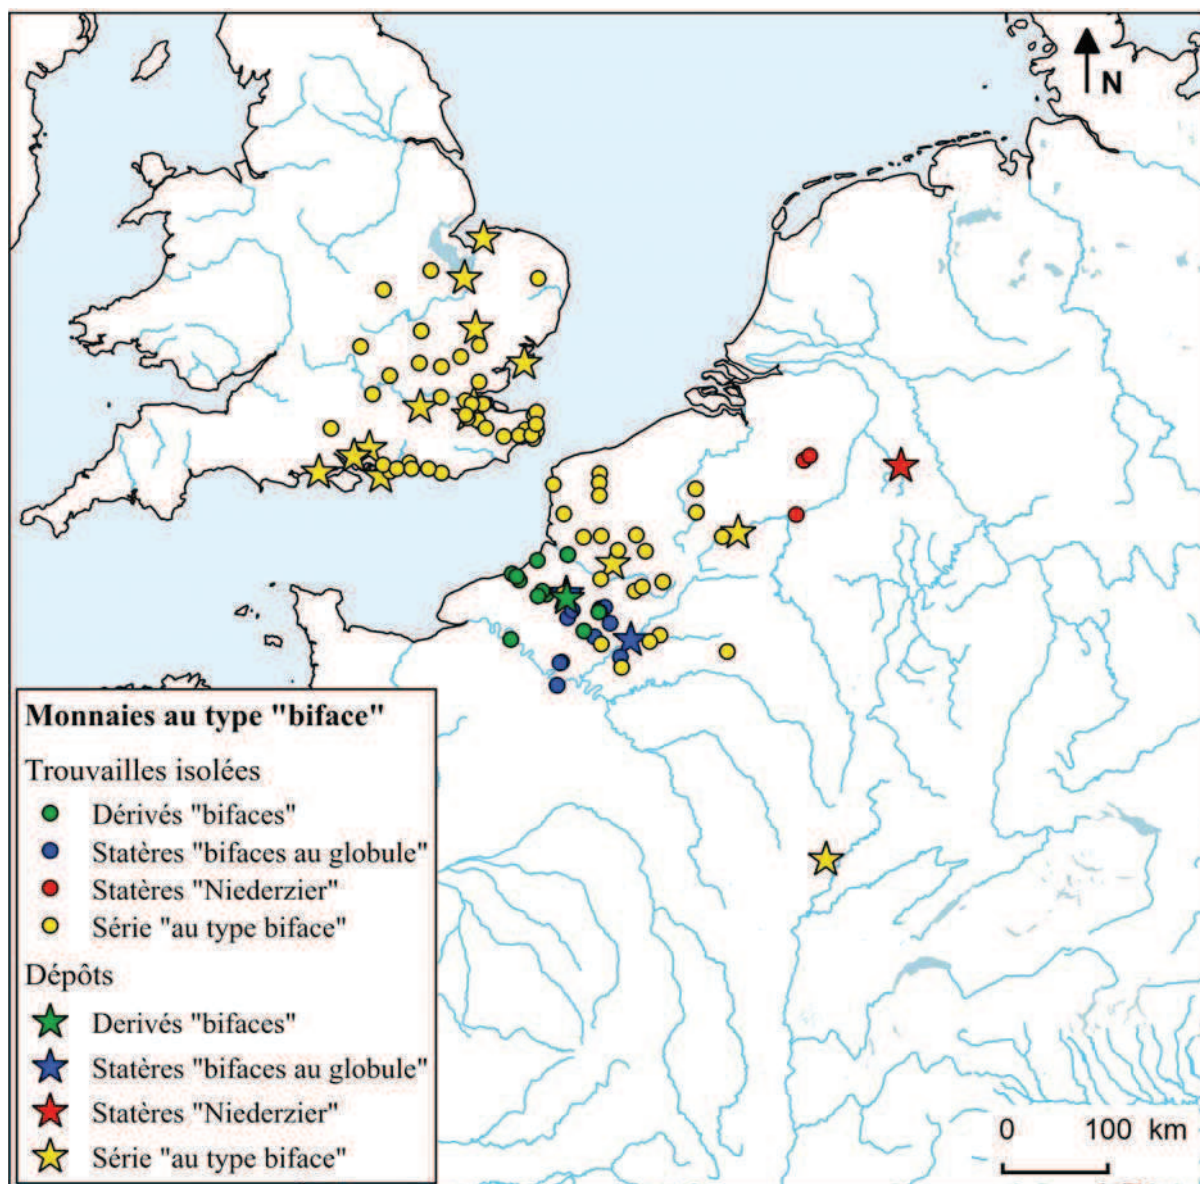 N
Monnaies au type "biface"
Trouvailles isolées
Dérivés "bifaces"
Statères "bifaces au globule"
Statères "Niederzier"
Série "au type biface"
Dépôts
Derivés "bifaces"
Statères "bifaces au globule"
Statères "Niederzier"
Série "au type biface"
0 100 km